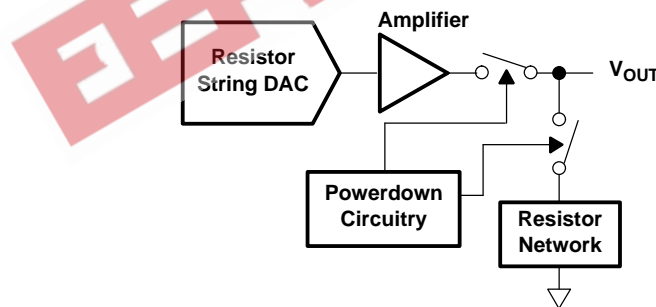 Amplifier
Resistor
String DAC
VOUT
Powerdown
Circuitry
Resistor
Network